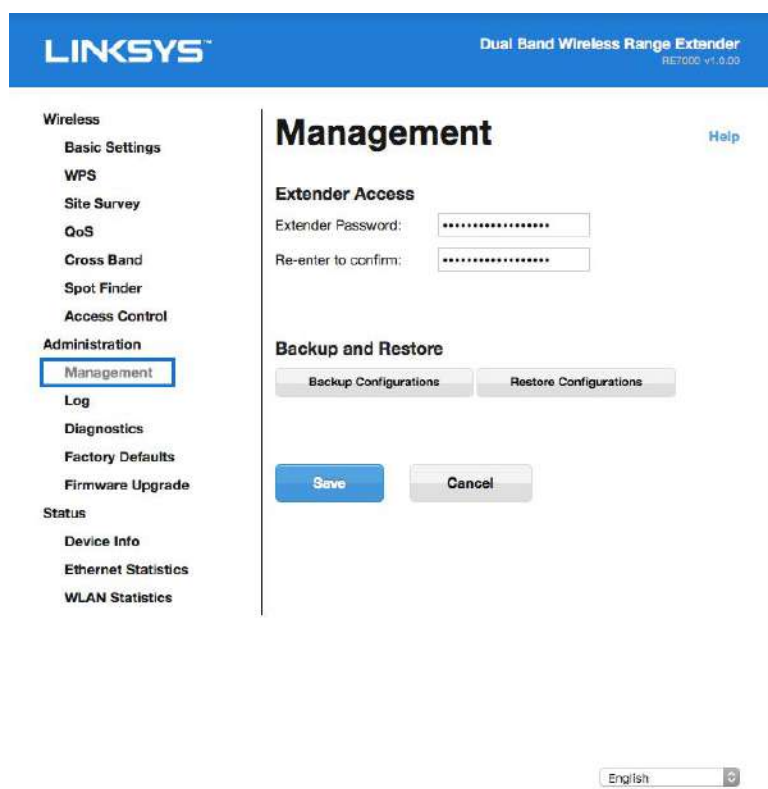 LINKSYS™
Dual Band Wireless Range Extender
RE7000 v1.0.00
Wireless
Basic Settings
WPS
Site Survey
QoS
Cross Band
Spot Finder
Access Control
Administration
Management
Log
Diagnostics
Factory Defaults
Firmware Upgrade
Status
Device Info
Ethernet Statistics
WLAN Statistics
Management
Help
Extender Access
Extender Password: ••••••••••••••••••
Re-enter to confirm: ••••••••••••••••••
Backup and Restore
Backup Configurations Restore Configurations
Save Cancel
English